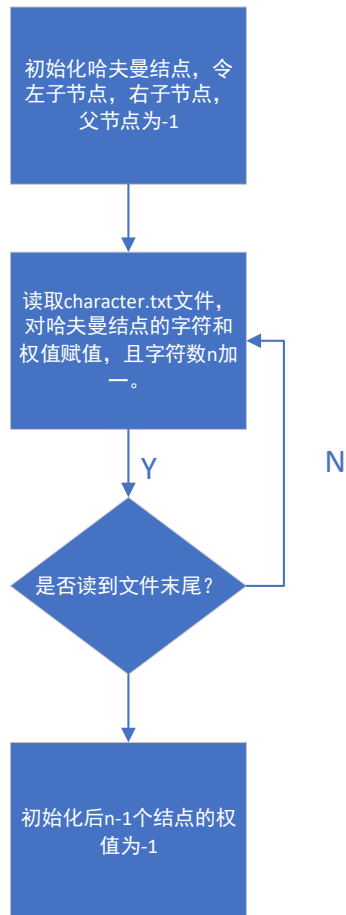 初始化哈夫曼结点，令
左子节点，右子节点，
父节点为-1
读取character.txt文件，
对哈夫曼结点的字符和
权值赋值，且字符数n加
一。
Y
N
是否读到文件末尾？
初始化后n-1个结点的权
值为-1